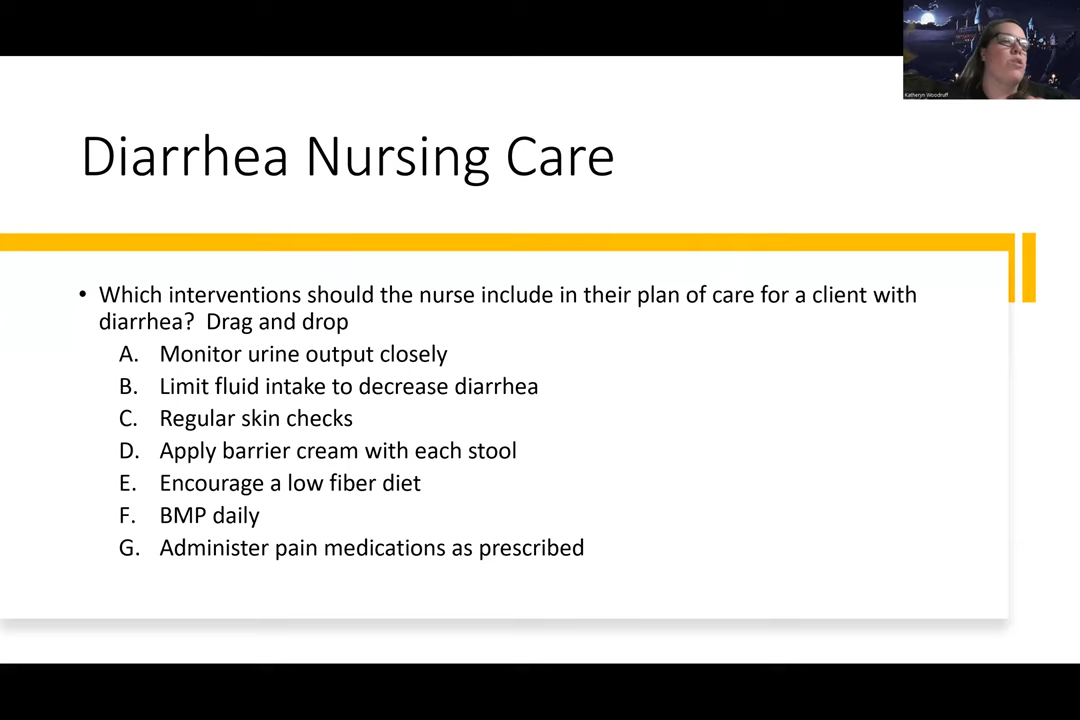 Katheryn Woodruff
Diarrhea Nursing Care
• Which interventions should the nurse include in their plan of care for a client with
diarrhea? Drag and drop
A. Monitor urine output closely
B. Limit fluid intake to decrease diarrhea
C. Regular skin checks
D. Apply barrier cream with each stool
E. Encourage a low fiber diet
F. BMP daily
G. Administer pain medications as prescribed